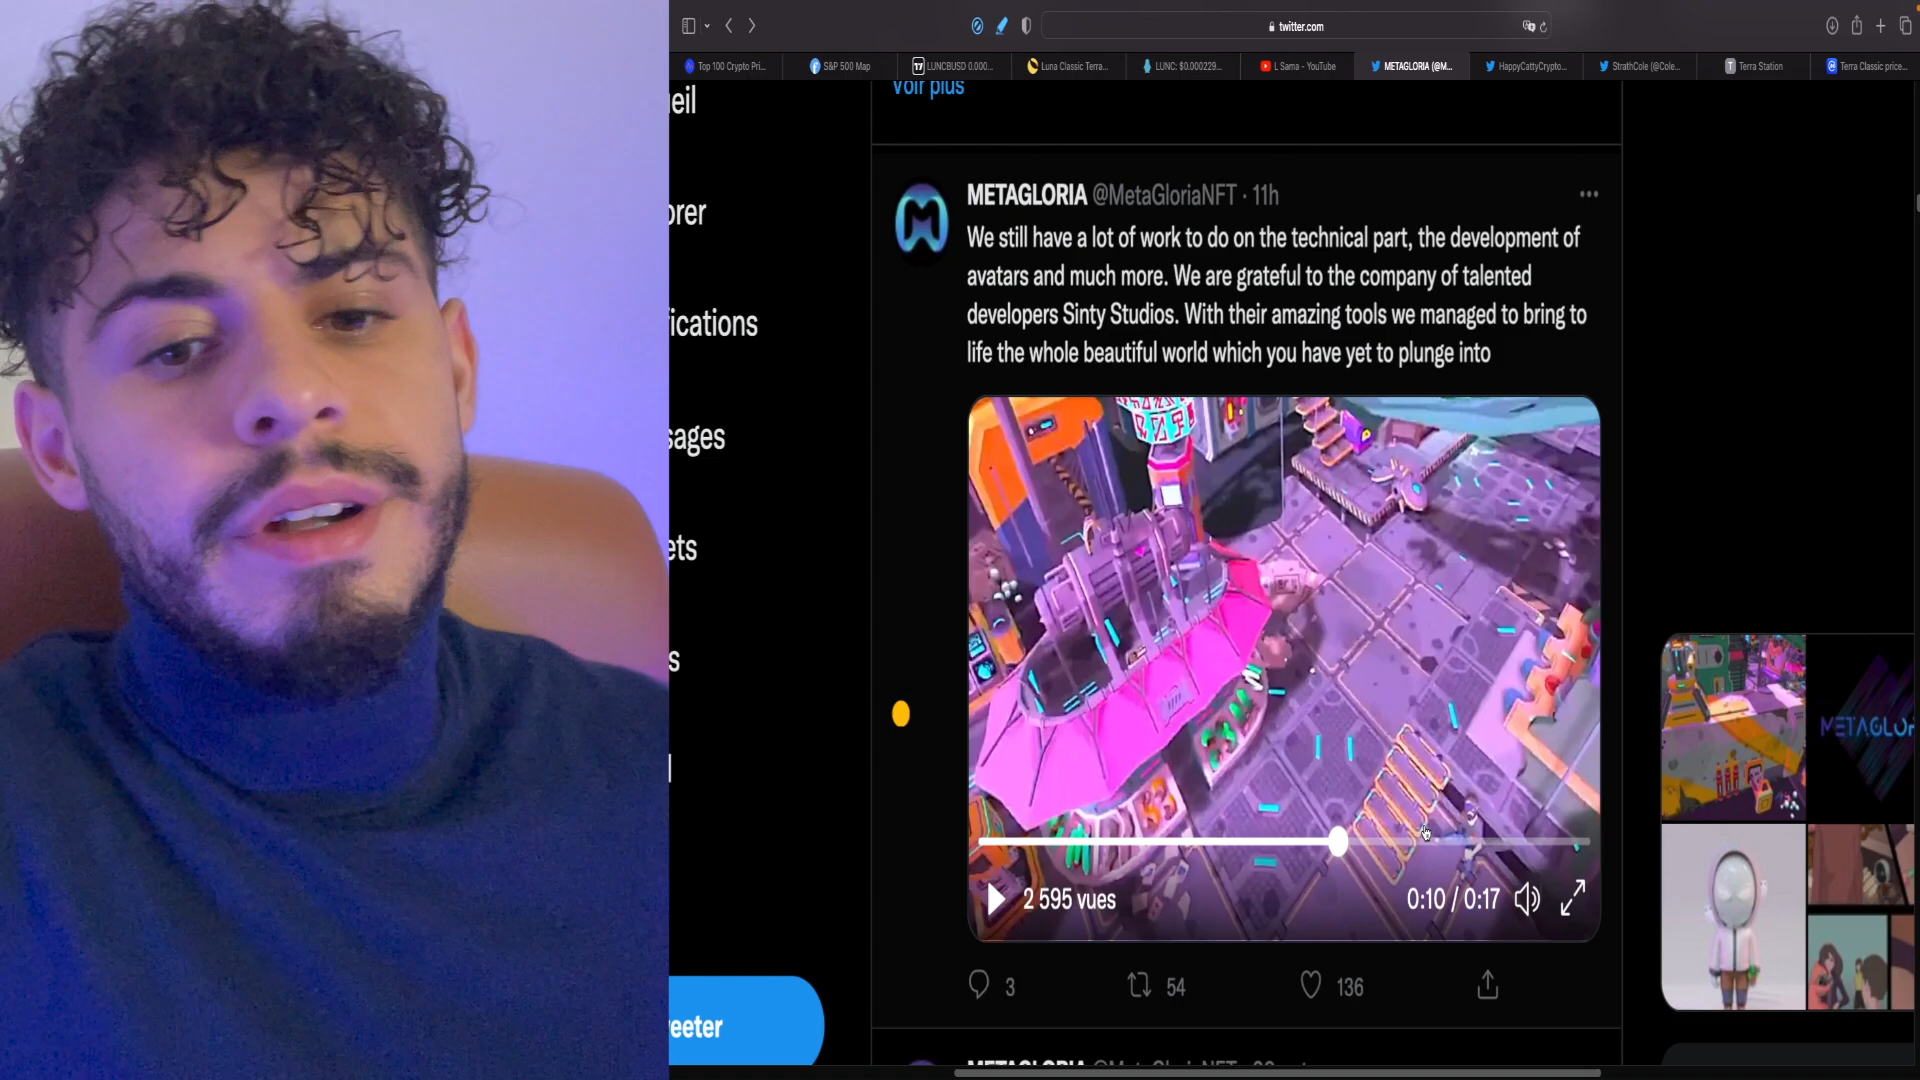 twitter.com
Top 100 Crypto Pri...
S&P 500 Map
LUNCBUSD 0.000...
Luna Classic Terra...
LUNC: $0.000229...
L Sama - YouTube
METAGLORIA (@M...
HappyCattyCrypto...
StrathCole (@Cole...
Terra Station
Terra Classic price...
Voir plus
eil
orer
ications
sages
ets
s
eeter
METAGLORIA @MetaGloriaNFT · 11h
We still have a lot of work to do on the technical part, the development of
avatars and much more. We are grateful to the company of talented
developers Sinty Studios. With their amazing tools we managed to bring to
life the whole beautiful world which you have yet to plunge into
2 595 vues
0:10 / 0:17
3
54
136
METAGLOR